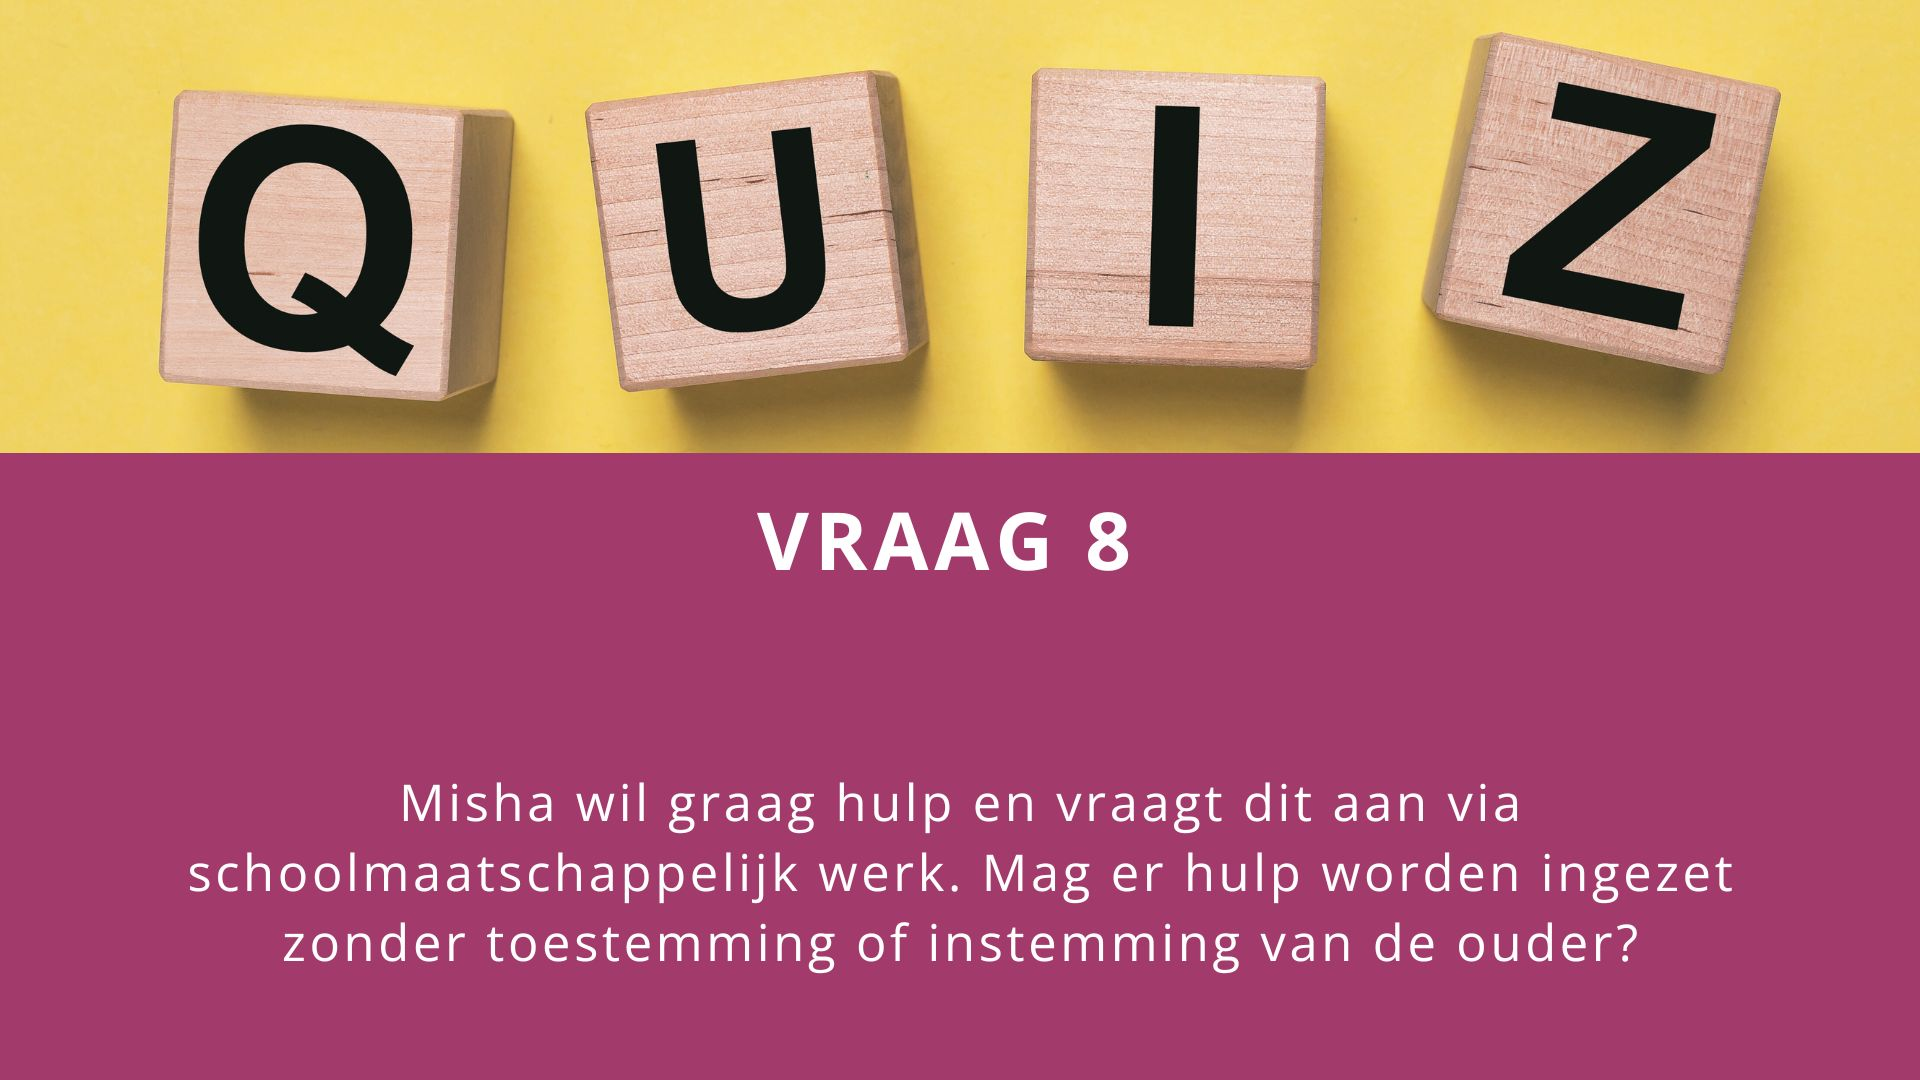 QUIZ
VRAAG 8
Misha wil graag hulp en vraagt dit aan via
schoolmaatschappelijk werk. Mag er hulp worden ingezet
zonder toestemming of instemming van de ouder?